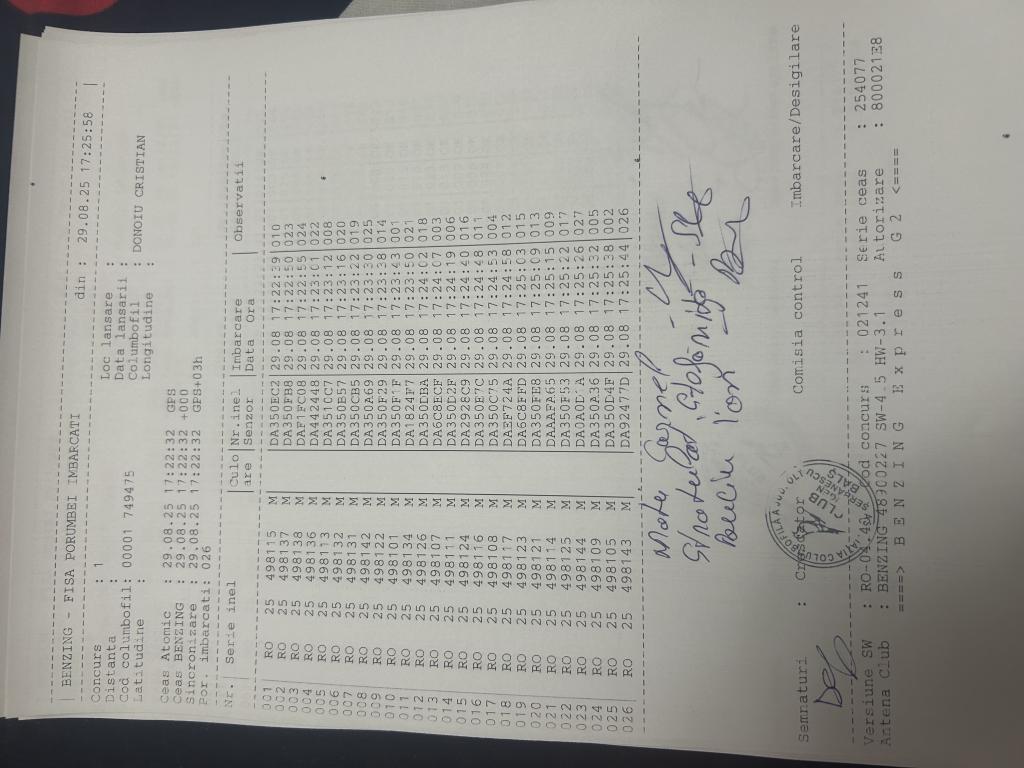 BENZING - FISA PORUMBEI IMBARCATI din : 29.08.25 17:25:58
Concurs : 1 Loc lansare :
Distanta : Data lansarii :
Cod columbofil: 00001 749475 Columbofil : DONOIU CRISTIAN
Latitudine : Longitudine :
Ceas Atomic : 29.08.25 17:22:32 GPS
Ceas BENZING : 29.08.25 17:22:32 +000
Sincronizare : 29.08.25 17:22:32 GPS+03h
Por. imbarcati: 026
Nr.| Serie inel |Culo|Nr.inel |Imbarcare | Observatii
are |Senzor |Data Ora |
001 RO 25 498115 M DA350EC2 29.08 17:22:39 010
002 RO 25 498137 M DA350FB8 29.08 17:22:50 023
003 RO 25 498138 M DAF1FC08 29.08 17:22:55 024
004 RO 25 498136 M DA442448 29.08 17:23:01 022
005 RO 25 498113 M DA351CC7 29.08 17:23:12 008
006 RO 25 498132 M DA350B57 29.08 17:23:16 020
007 RO 25 498131 M DA350CB5 29.08 17:23:22 019
008 RO 25 498142 M DA350A69 29.08 17:23:30 025
009 RO 25 498122 M DA350F29 29.08 17:23:38 014
010 RO 25 498101 M DA350F1F 29.08 17:23:43 001
011 RO 25 498134 M DA1824F7 29.08 17:23:50 021
012 RO 25 498126 M DA350DBA 29.08 17:24:02 018
013 RO 25 498107 M DA6C8ECF 29.08 17:24:07 003
014 RO 25 498111 M DA350D2F 29.08 17:24:19 006
015 RO 25 498124 M DA2928C9 29.08 17:24:40 016
016 RO 25 498116 M DA350E7C 29.08 17:24:48 011
017 RO 25 498108 M DA350C75 29.08 17:24:53 004
018 RO 25 498117 M DAEF724A 29.08 17:24:58 012
019 RO 25 498123 M DA6C8FFD 29.08 17:25:03 015
020 RO 25 498121 M DA350FE8 29.08 17:25:09 013
021 RO 25 498114 M DAAAFA65 29.08 17:25:15 009
022 RO 25 498125 M DA350F53 29.08 17:25:22 017
023 RO 25 498144 M 29.08 17:25:26 027
024 RO 25 498109 M DA350A36 29.08 17:25:32 005
025 RO 25 498105 M DA350D4F 29.08 17:25:38 002
026 RO 25 498143 M DA92477D 29.08 17:25:44 026
ion
Semnaturi : Crescator Comisia control Imbarcare/Desigilare
CLUB
BALS
Versiune SW : Cod concurs : 021241 Serie ceas : 254077
Antena Club : BENZING 48900227 SW-4.5 HW-3.1 Autorizare : 800021E8
====> B E N Z I N G E x p r e s s G 2 <====